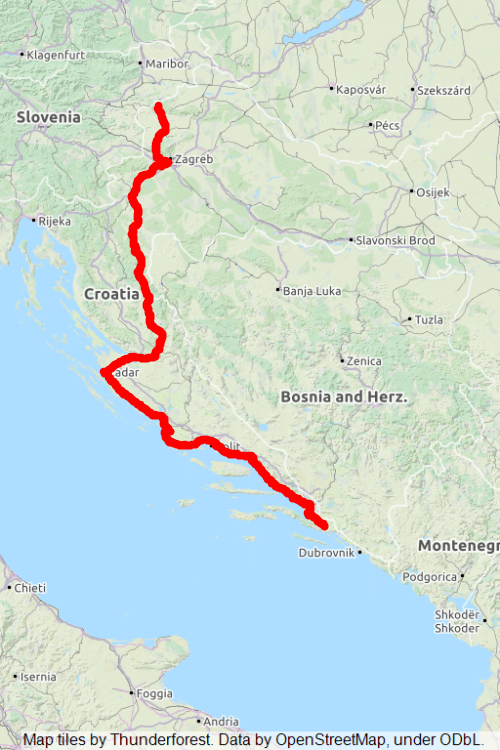 Klagenfurt
Maribor
Kaposvár
Szekszárd
Slovenia
Pécs
Zagreb
Osijek
Rijeka
Slavonski Brod
Croatia
Banja Luka
Tuzla
Zenica
adar
Bosnia and Herz.
lit
Montenegr
Dubrovnik
Podgorica
Chieti
Shkodër
Shkoder
Isernia
Foggia
Andria
Map tiles by Thunderforest. Data by OpenStreetMap, under ODbL.